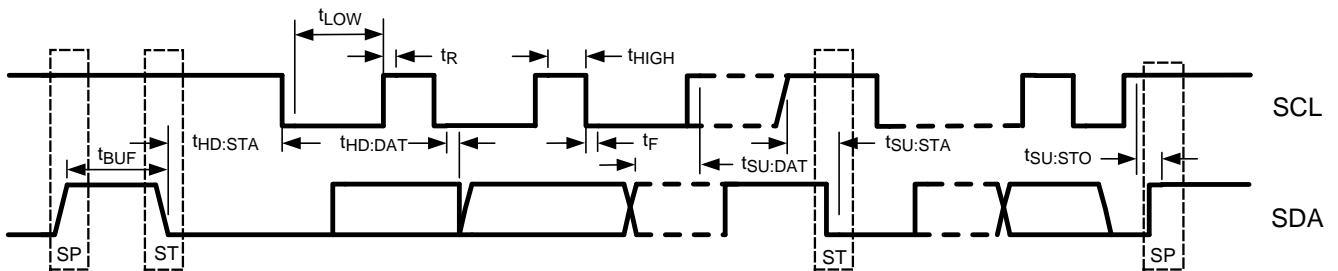 tLOW
tR
tHIGH
SCL
tHD:STA
tHD:DAT
tF
tSU:STA
tBUF
tSU:DAT
tSU:STO
SDA
SP
ST
ST
SP